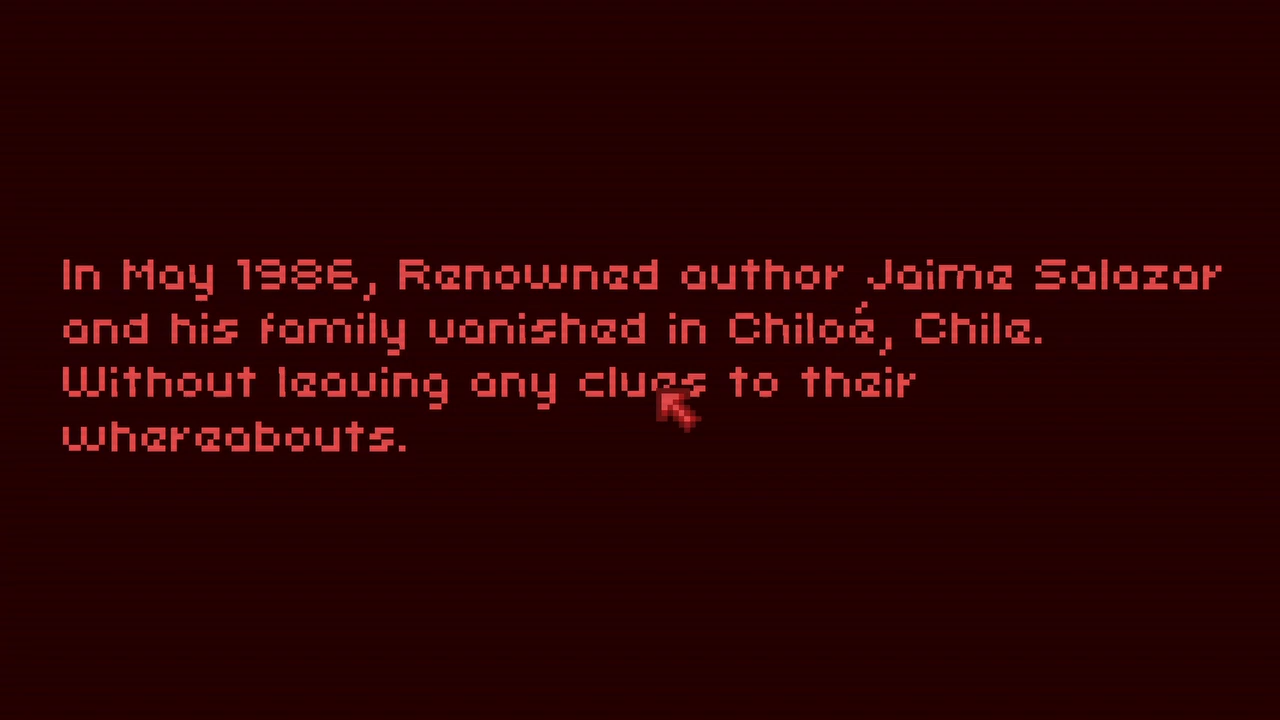 In May 1986, Renowned author Jaime Salazar
and his family vanished in Chiloé, Chile.
Without leaving any clues to their
whereabouts.